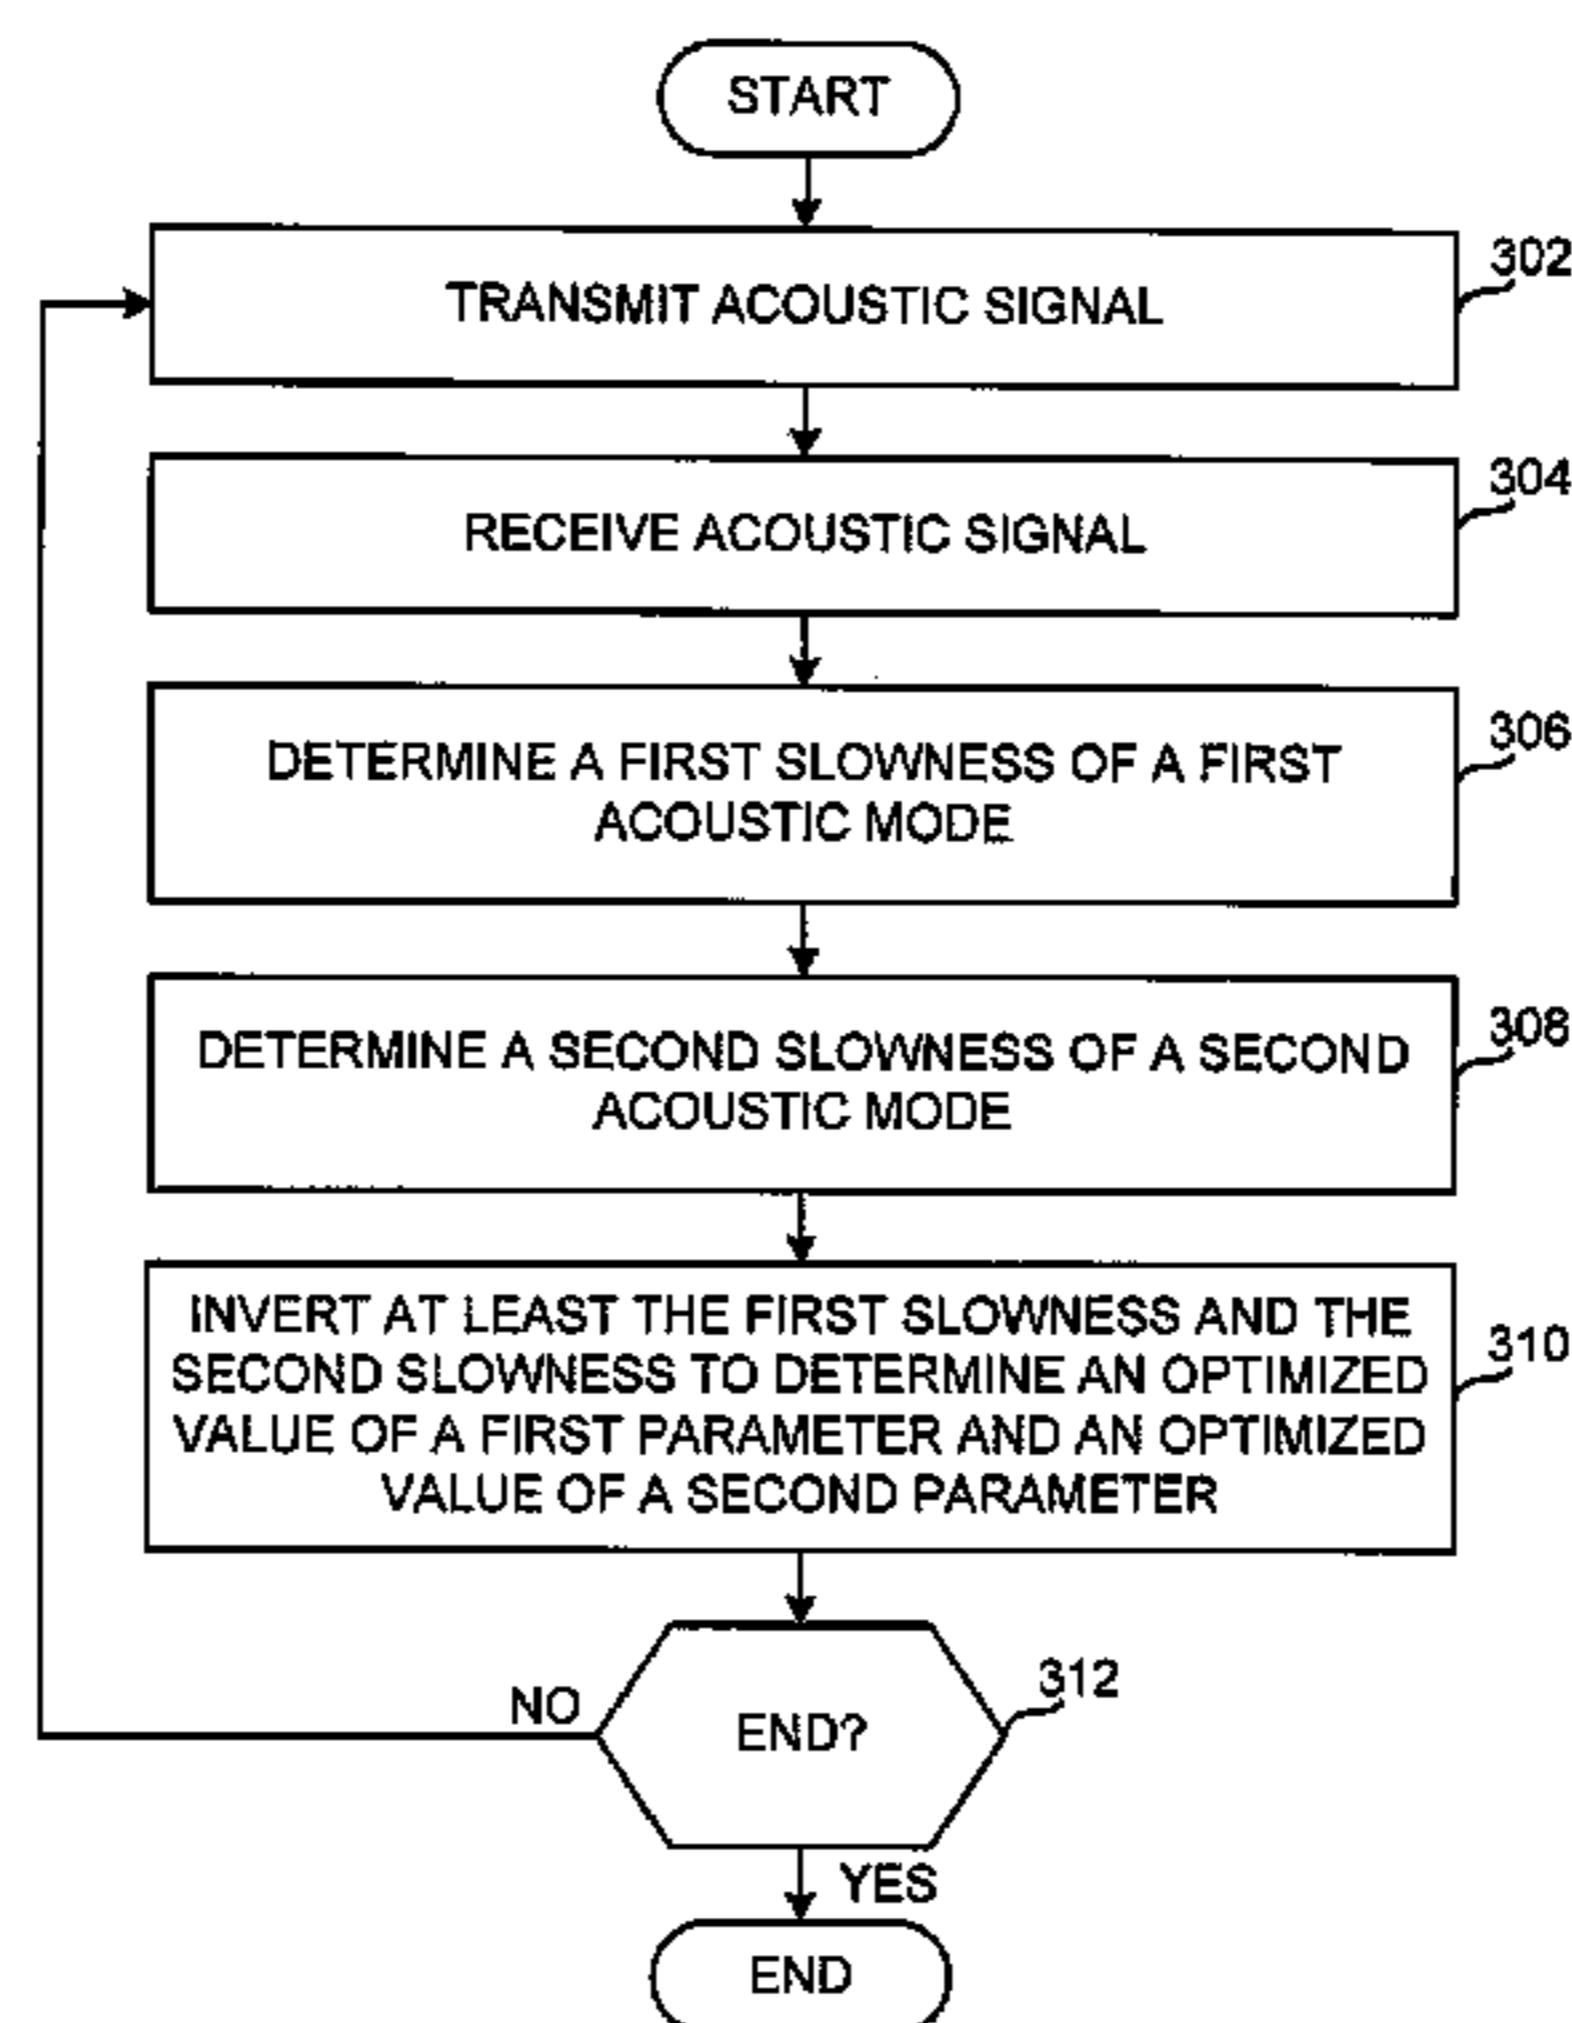 START
TRANSMIT ACOUSTIC SIGNAL
302
RECEIVE ACOUSTIC SIGNAL
304
DETERMINE A FIRST SLOWNESS OF A FIRST
ACOUSTIC MODE
306
DETERMINE A SECOND SLOWNESS OF A SECOND
ACOUSTIC MODE
308
INVERT AT LEAST THE FIRST SLOWNESS AND THE
SECOND SLOWNESS TO DETERMINE AN OPTIMIZED
VALUE OF A FIRST PARAMETER AND AN OPTIMIZED
VALUE OF A SECOND PARAMETER
310
NO
END?
312
YES
END